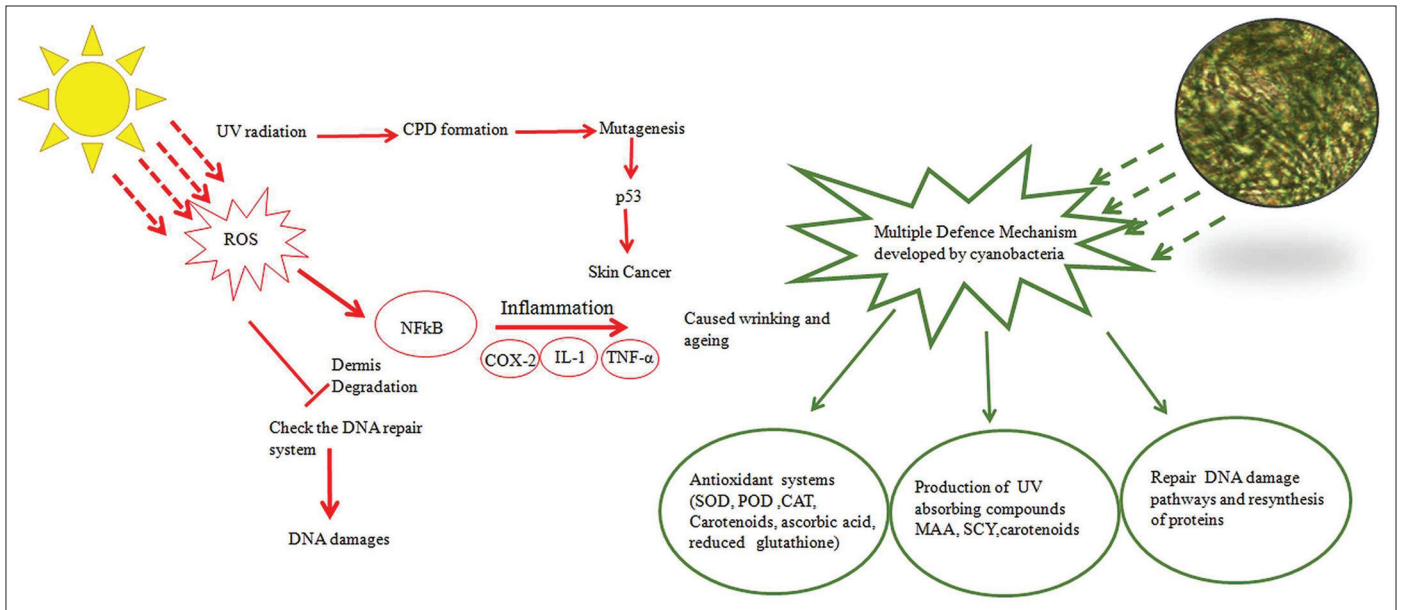 UV radiation
CPD formation
Mutagenesis
p53
Skin Cancer
ROS
NFkB
Inflammation
COX-2
IL-1
TNF-α
Caused wrinking and
ageing
Dermis
Degradation
Check the DNA repair
system
DNA damages
Multiple Defence Mechanism
developed by cyanobacteria
Antioxidant systems
(SOD, POD ,CAT,
Carotenoids, ascorbic acid,
reduced glutathione)
Production of UV
absorbing compounds
MAA, SCY,carotenoids
Repair DNA damage
pathways and resynthesis
of proteins